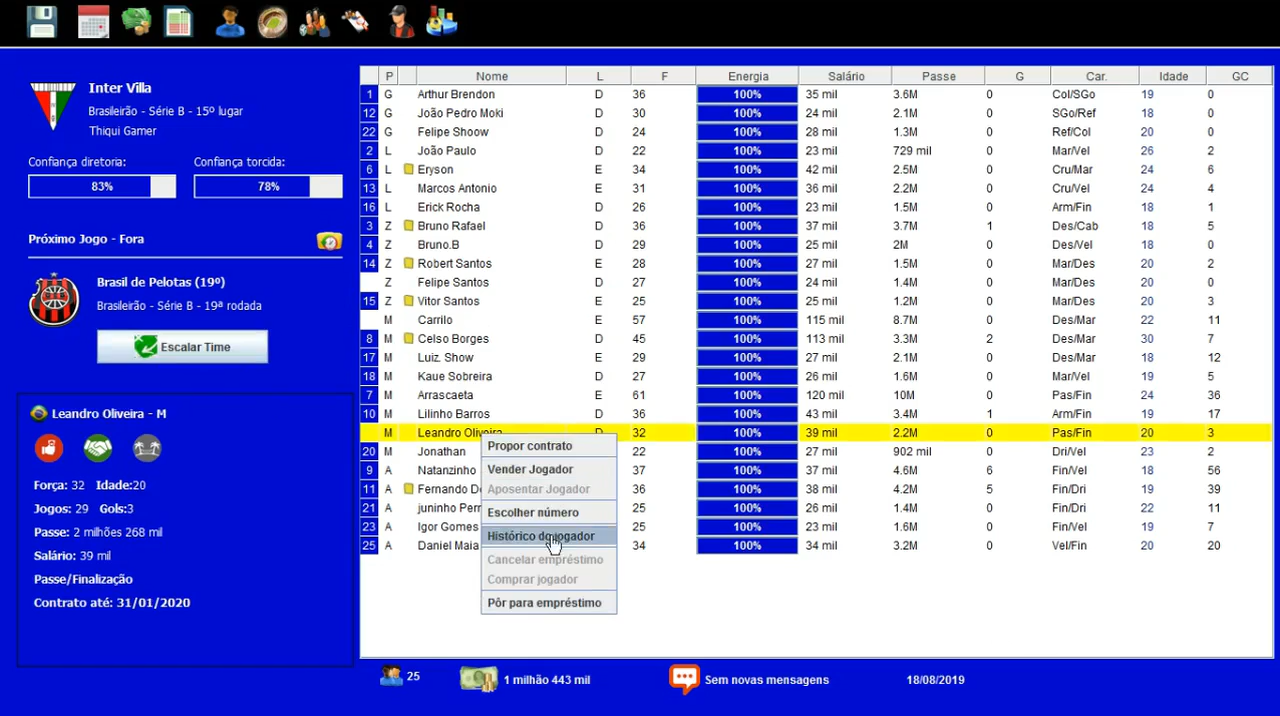 Inter Villa
Brasileirão - Série B - 15º lugar
Thiqui Gamer
Confiança diretoria: Confiança torcida:
83% 78%
Próximo Jogo - Fora
Brasil de Pelotas (19º)
Brasileirão - Série B - 19ª rodada
Escalar Time
Leandro Oliveira - M
Força: 32 Idade:20
Jogos: 29 Gols:3
Passe: 2 milhões 268 mil
Salário: 39 mil
Passe/Finalização
Contrato até: 31/01/2020
P Nome L F Energia Salário Passe G Car. Idade GC
1 G Arthur Brendon D 36 100% 35 mil 3.6M 0 Col/SGo 19 0
12 G João Pedro Moki D 30 100% 24 mil 2.1M 0 SGo/Ref 18 0
22 G Felipe Shoow D 24 100% 28 mil 1.3M 0 Ref/Col 20 0
2 L João Paulo D 22 100% 23 mil 729 mil 0 Mar/Vel 26 2
6 L Eryson E 34 100% 42 mil 2.5M 0 Cru/Mar 24 6
13 L Marcos Antonio E 31 100% 36 mil 2.2M 0 Cru/Vel 24 4
16 L Erick Rocha D 26 100% 23 mil 1.5M 0 Arm/Fin 18 1
3 Z Bruno Rafael D 36 100% 37 mil 3.7M 1 Des/Cab 18 5
4 Z Bruno.B D 29 100% 25 mil 2M 0 Des/Vel 18 0
14 Z Robert Santos E 28 100% 27 mil 1.5M 0 Mar/Des 20 2
Z Felipe Santos D 27 100% 24 mil 1.4M 0 Mar/Des 20 0
15 Z Vitor Santos E 25 100% 25 mil 1.2M 0 Mar/Des 20 3
M Carrilo E 57 100% 115 mil 8.7M 0 Des/Mar 22 11
8 M Celso Borges D 45 100% 113 mil 3.3M 2 Des/Mar 30 7
17 M Luiz. Show E 29 100% 27 mil 2.1M 0 Des/Mar 18 12
18 M Kaue Sobreira D 27 100% 26 mil 1.6M 0 Mar/Vel 19 5
7 M Arrascaeta E 61 100% 120 mil 10M 0 Pas/Fin 24 36
10 M Lilinho Barros D 36 100% 43 mil 3.4M 1 Arm/Fin 19 17
M Leandro Oliveira D 32 100% 39 mil 2.2M 0 Pas/Fin 20 3
20 M Jonathan 22 100% 27 mil 902 mil 0 Dri/Vel 23 2
9 A Natanzinho 37 100% 37 mil 4.6M 6 Fin/Vel 18 56
11 A Fernando 36 100% 38 mil 4.2M 5 Fin/Dri 19 39
21 A juninho 25 100% 26 mil 1.4M 0 Fin/Dri 22 11
23 A Igor Gomes 25 100% 23 mil 1.6M 0 Fin/Vel 19 7
25 A Daniel Maia 34 100% 34 mil 3.2M 0 Vel/Fin 20 20
Propor contrato
Vender Jogador
Aposentar Jogador
Escolher número
Histórico do jogador
Cancelar empréstimo
Comprar jogador
Pôr para empréstimo
25 1 milhão 443 mil Sem novas mensagens 18/08/2019